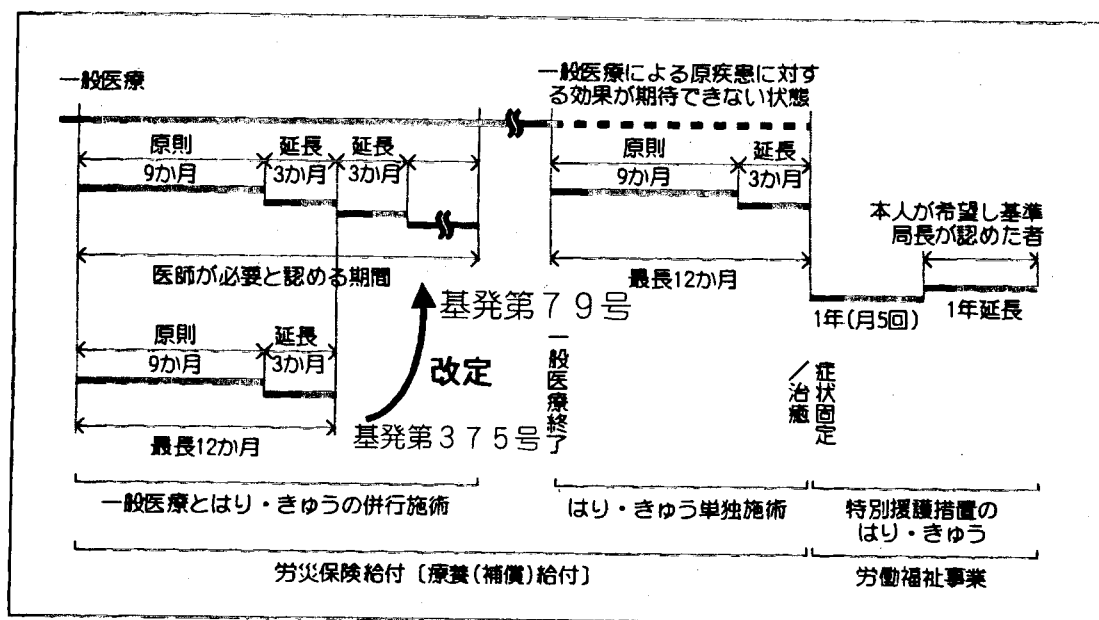 一般医療
一般医療による原疾患に対す
る効果が期待できない状態
原則
9か月
延長
3か月
延長
3か月
原則
9か月
延長
3か月
本人が希望し基準
局長が認めた者
医師が必要と認める期間
最長12か月
1年(月5回)
1年延長
基発第79号
原則
9か月
延長
3か月
改定
一般医療終了
症状固定
/治癒
基発第375号
最長12か月
一般医療とはり・きゅうの併行施術
はり・きゅう単独施術
特別援護措置の
はり・きゅう
労災保険給付〔療養(補償)給付〕
労働福祉事業